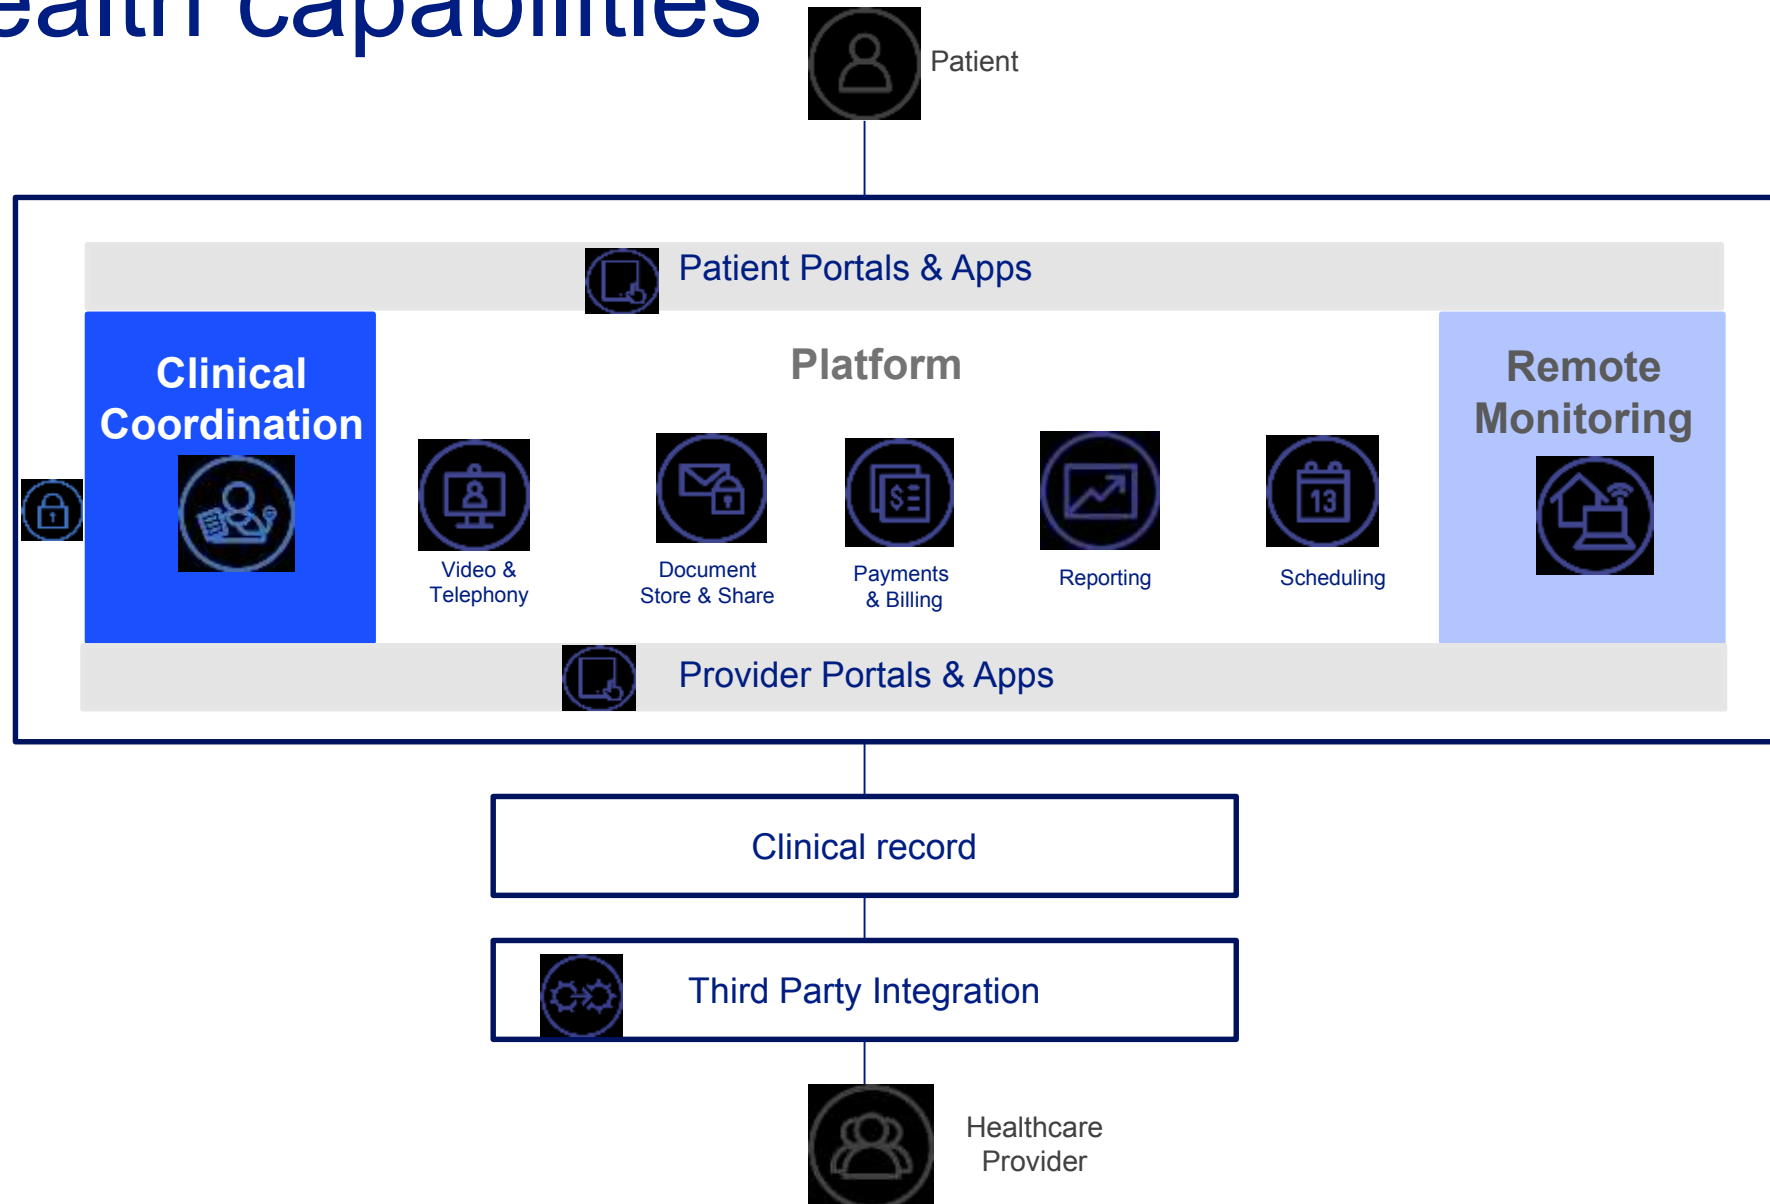 ealth capabilities
Patient
Patient Portals & Apps
Clinical
Coordination
Platform
Remote
Monitoring
$
13
Video &
Telephony
Document
Store & Share
Payments
& Billing
Reporting
Scheduling
Provider Portals & Apps
Clinical record
Third Party Integration
Healthcare
Provider